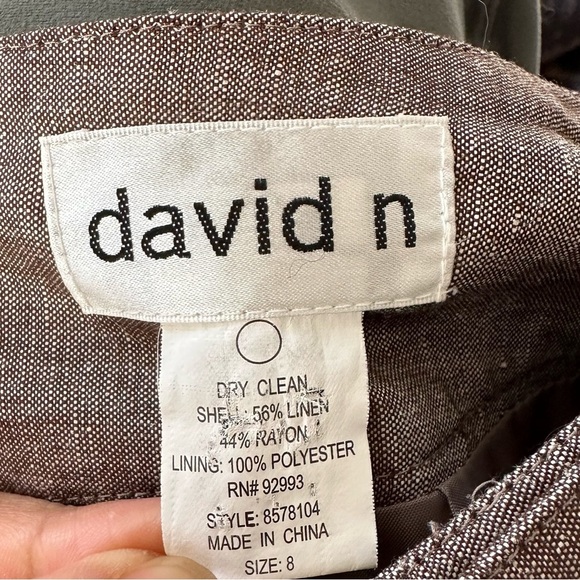 david n
DRY CLEAN
SHELL: 56% LINEN
44% RAYON
LINING: 100% POLYESTER
RN# 92993
STYLE: 8578104
MADE IN CHINA
SIZE: 8